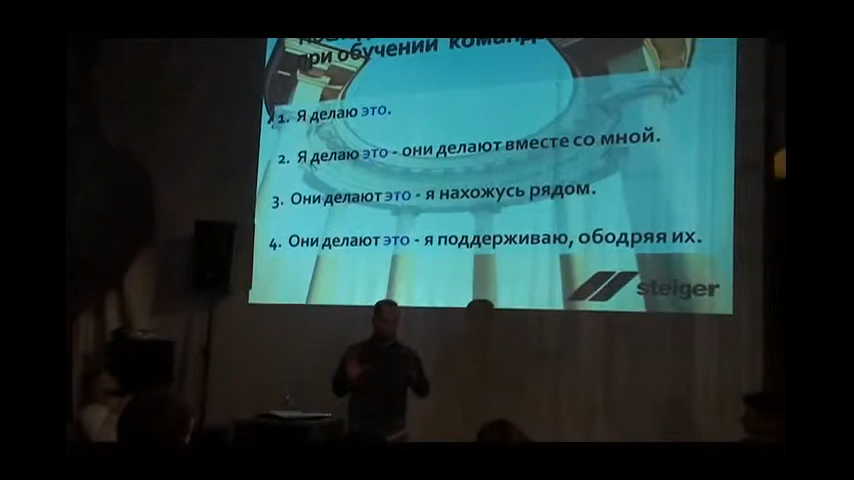 при обучении команды
1. Я делаю это.
2. Я делаю это - они делают вместе со мной.
3. Они делают это - я нахожусь рядом.
4. Они делают это - я поддерживаю, ободряя их.
steiger